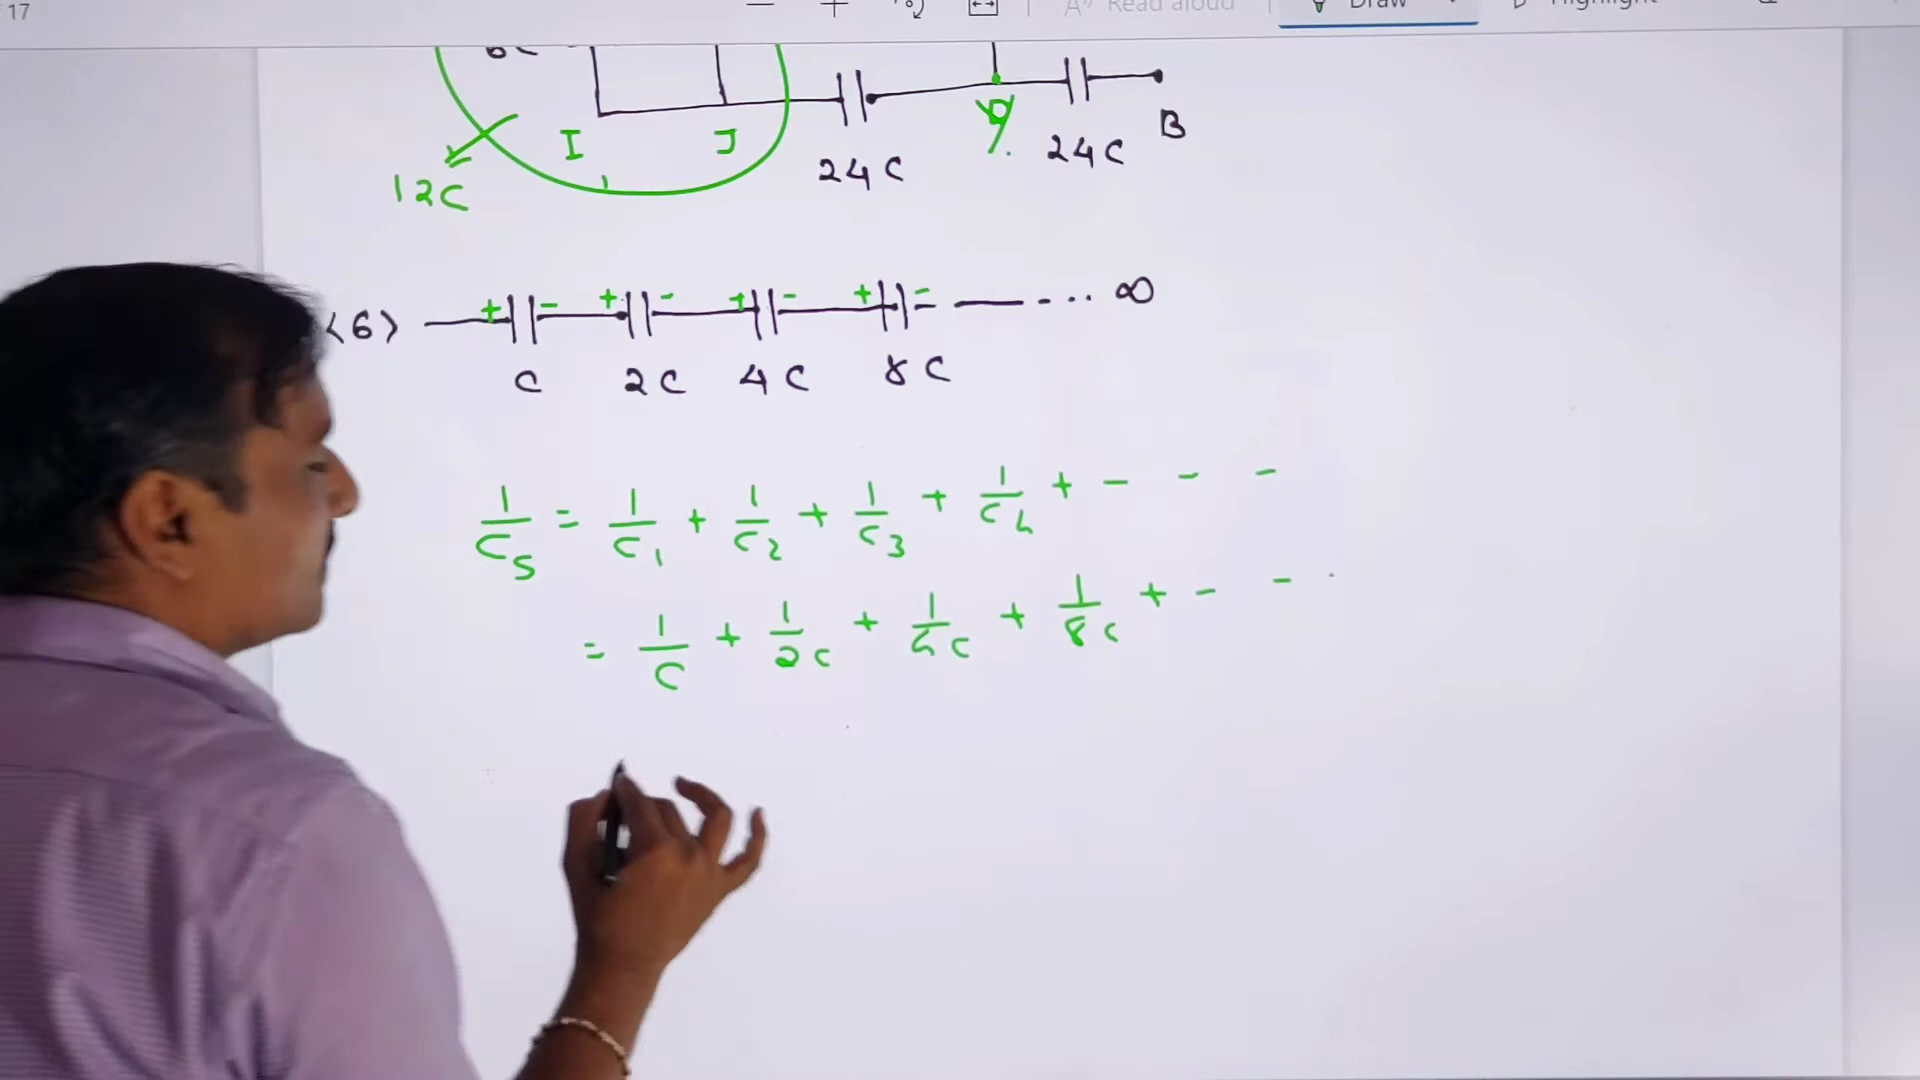 17
Read aloud
Draw
Highlight
I J
12C
24C
24C
B
<6> + - + - + - + - - ... ∞
C 2C 4C 8C
1/Cs = 1/C1 + 1/C2 + 1/C3 + 1/C4 + - - -
= 1/C + 1/2C + 1/4C + 1/8C + - -